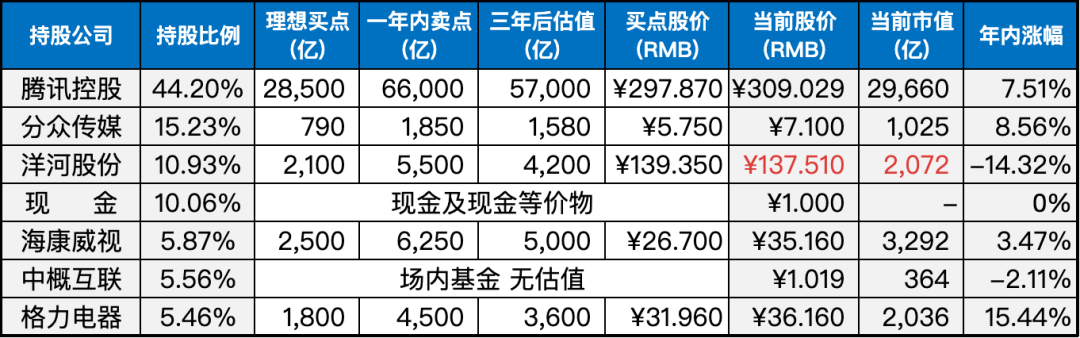 持股公司 持股比例 理想买点(亿) 一年内卖点(亿) 三年后估值(亿) 买点股价(RMB) 当前股价(RMB) 当前市值(亿) 年内涨幅
腾讯控股 44.20% 28,500 66,000 57,000 ¥297.870 ¥309.029 29,660 7.51%
分众传媒 15.23% 790 1,850 1,580 ¥5.750 ¥7.100 1,025 8.56%
洋河股份 10.93% 2,100 5,500 4,200 ¥139.350 ¥137.510 2,072 -14.32%
现 金 10.06% 现金及现金等价物 ¥1.000 – 0%
海康威视 5.87% 2,500 6,250 5,000 ¥26.700 ¥35.160 3,292 3.47%
中概互联 5.56% 场内基金 无估值 ¥1.019 364 -2.11%
格力电器 5.46% 1,800 4,500 3,600 ¥31.960 ¥36.160 2,036 15.44%